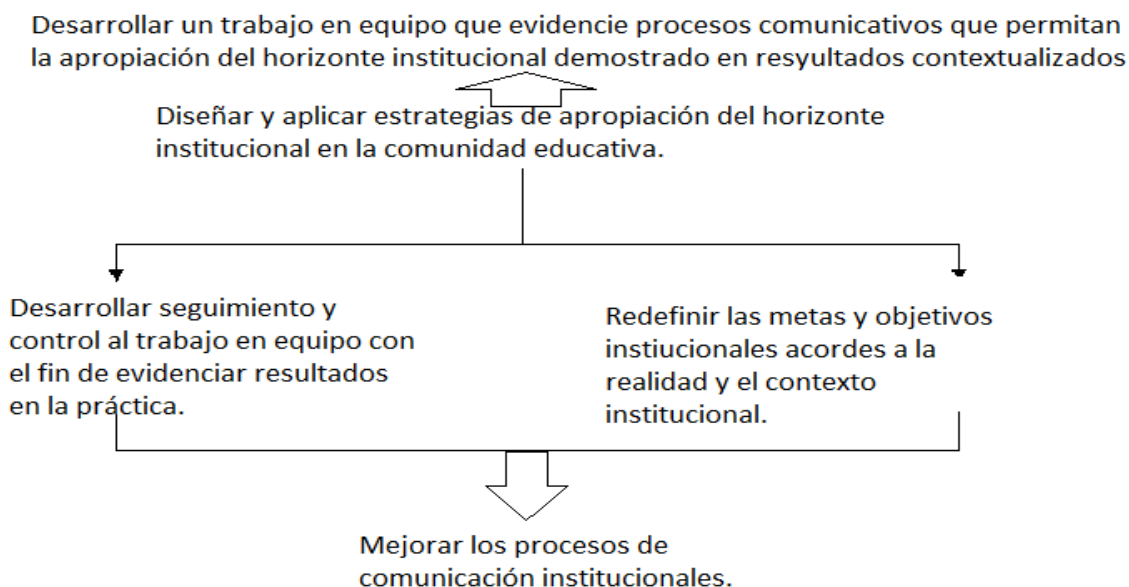 Desarrollar un trabajo en equipo que evidencie procesos comunicativos que permitan
la apropiación del horizonte institucional demostrado en resyultados contextualizados
Diseñar y aplicar estrategias de apropiación del horizonte
institucional en la comunidad educativa.
Desarrollar seguimiento y
control al trabajo en equipo con
el fin de evidenciar resultados
en la práctica.
Redefinir las metas y objetivos
instiucionales acordes a la
realidad y el contexto
institucional.
Mejorar los procesos de
comunicación institucionales.